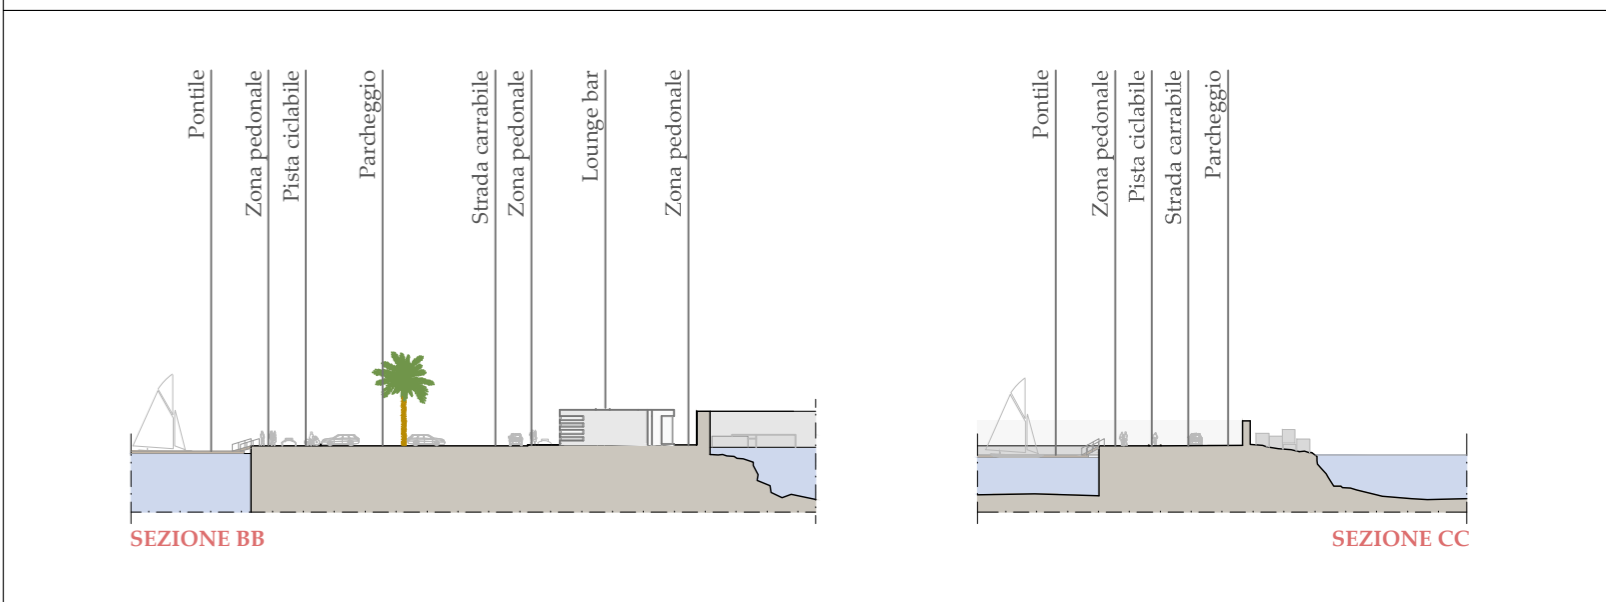 Pontile
Zona pedonale
Pista ciclabile
Parcheggio
Strada carrabile
Zona pedonale
Lounge bar
Zona pedonale
SEZIONE BB
Pontile
Zona pedonale
Pista ciclabile
Strada carrabile
Parcheggio
SEZIONE CC